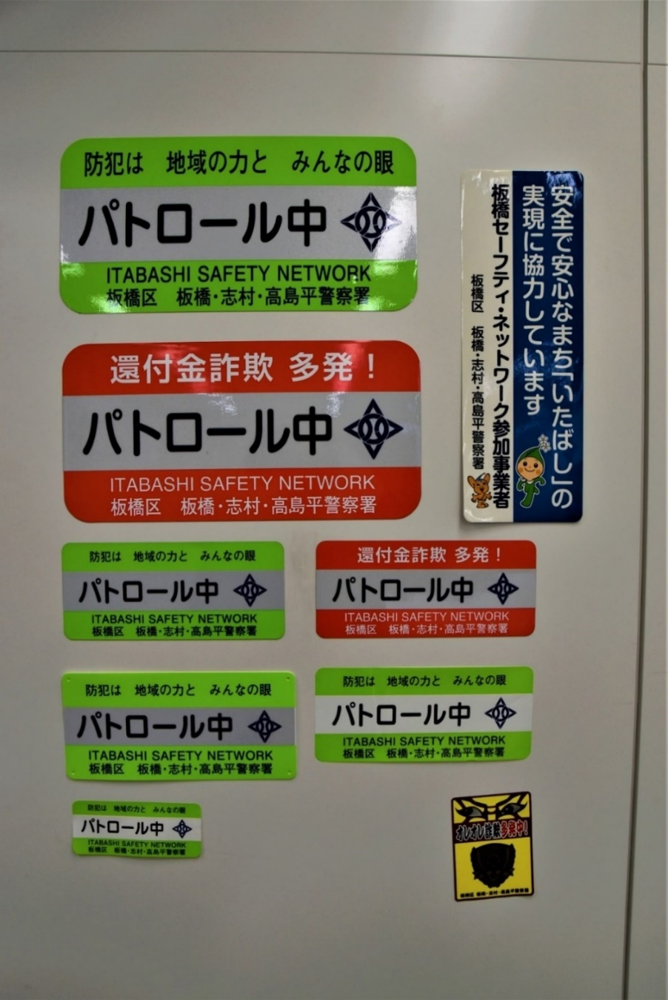 防犯は 地域の力と みんなの眼
パトロール中
ITABASHI SAFETY NETWORK
板橋区 板橋・志村・高島平警察署
安全で安心なまち「いたばし」の
実現に協力しています
板橋セーフティ・ネットワーク参加事業者
板橋区 板橋・志村・高島平警察署
還付金詐欺 多発！
パトロール中
ITABASHI SAFETY NETWORK
板橋区 板橋・志村・高島平警察署
防犯は 地域の力と みんなの眼
パトロール中
ITABASHI SAFETY NETWORK
板橋区 板橋・志村・高島平警察署
還付金詐欺 多発！
パトロール中
ITABASHI SAFETY NETWORK
板橋区 板橋・志村・高島平警察署
防犯は 地域の力と みんなの眼
パトロール中
ITABASHI SAFETY NETWORK
板橋区 板橋・志村・高島平警察署
防犯は 地域の力と みんなの眼
パトロール中
ITABASHI SAFETY NETWORK
板橋区 板橋・志村・高島平警察署
防犯は 地域の力と みんなの眼
パトロール中
ITABASHI SAFETY NETWORK
板橋区 板橋・志村・高島平警察署
オレオレ詐欺多発中!
板橋区 板橋・志村・高島平警察署